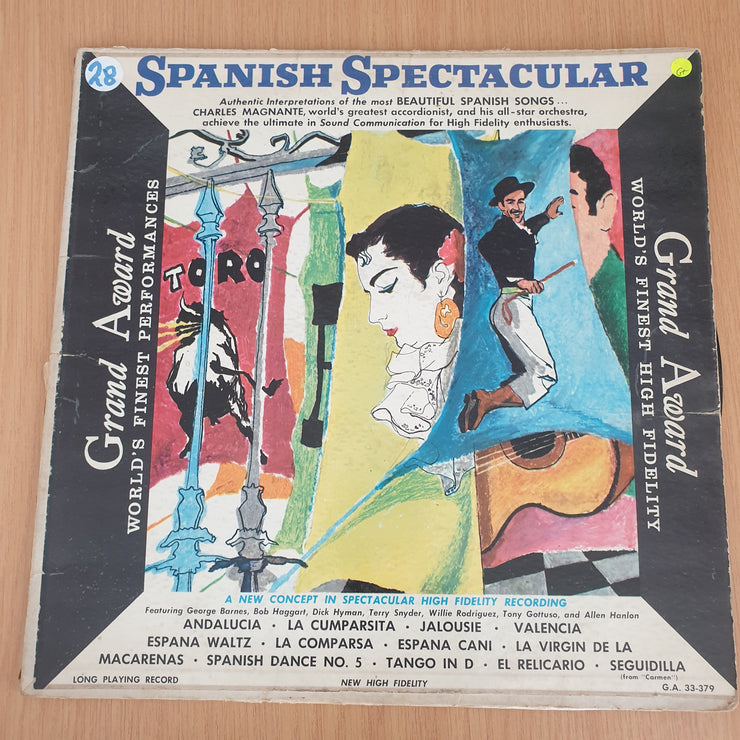 28
SPANISH SPECTACULAR
GT
Authentic Interpretations of the most BEAUTIFUL SPANISH SONGS...
CHARLES MAGNANTE, world's greatest accordionist, and his all-star orchestra,
achieve the ultimate in Sound Communication for High Fidelity enthusiasts.
Grand Award
WORLD'S FINEST PERFORMANCES
TORO
Grand Award
WORLD'S FINEST HIGH FIDELITY
A NEW CONCEPT IN SPECTACULAR HIGH FIDELITY RECORDING
Featuring George Barnes, Bob Haggart, Dick Hyman, Terry Snyder, Willie Rodriguez, Tony Gottuso, and Allen Hanlon
ANDALUCIA · LA CUMPARSITA · JALOUSIE · VALENCIA
ESPANA WALTZ · LA COMPARSA · ESPANA CANI · LA VIRGIN DE LA
MACARENAS · SPANISH DANCE NO. 5 · TANGO IN D · EL RELICARIO · SEGUIDILLA
(from "Carmen")
LONG PLAYING RECORD
NEW HIGH FIDELITY
G.A. 33-379